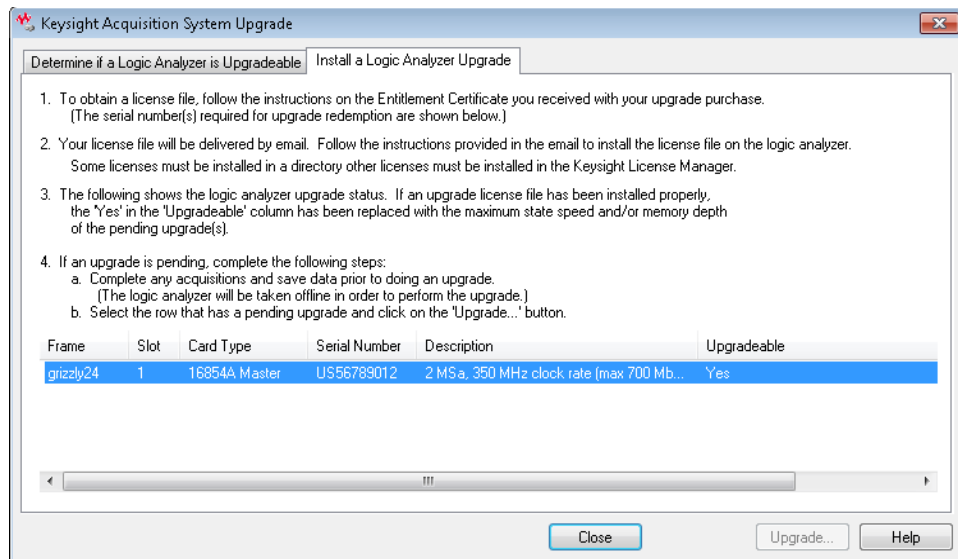 Keysight Acquisition System Upgrade
Determine if a Logic Analyzer is Upgradeable Install a Logic Analyzer Upgrade
1. To obtain a license file, follow the instructions on the Entitlement Certificate you received with your upgrade purchase.
(The serial number(s) required for upgrade redemption are shown below.)
2. Your license file will be delivered by email. Follow the instructions provided in the email to install the license file on the logic analyzer.
Some licenses must be installed in a directory other licenses must be installed in the Keysight License Manager.
3. The following shows the logic analyzer upgrade status. If an upgrade license file has been installed properly,
the 'Yes' in the 'Upgradeable' column has been replaced with the maximum state speed and/or memory depth
of the pending upgrade(s).
4. If an upgrade is pending, complete the following steps:
a. Complete any acquisitions and save data prior to doing an upgrade.
(The logic analyzer will be taken offline in order to perform the upgrade.)
b. Select the row that has a pending upgrade and click on the 'Upgrade...' button.
Frame Slot Card Type Serial Number Description Upgradeable
grizzly24 1 16854A Master US56789012 2 MSa, 350 MHz clock rate (max 700 Mb... Yes
Close Upgrade... Help